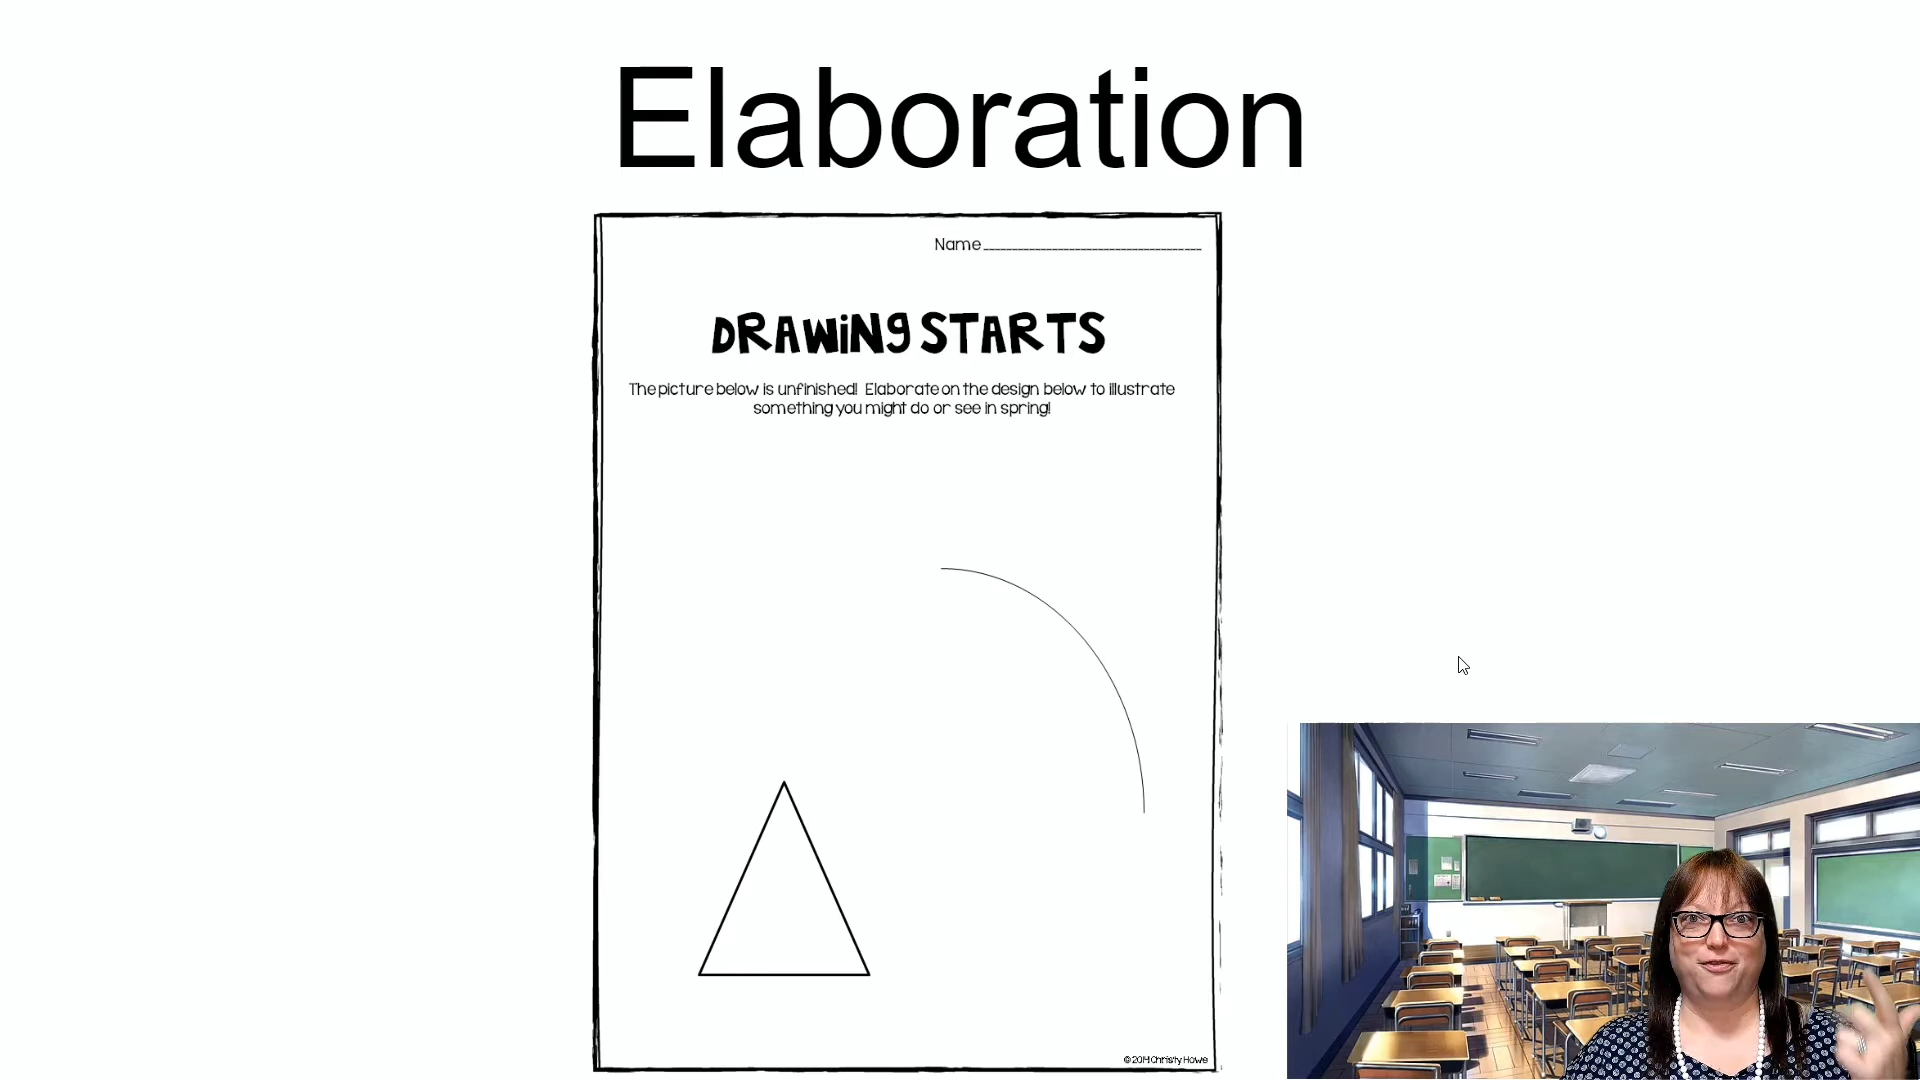 Elaboration
Name
DRAWiNg STARTS
The picture below is unfinished! Elaborate on the design below to illustrate
something you might do or see in spring!
© 2014 Christy Howe